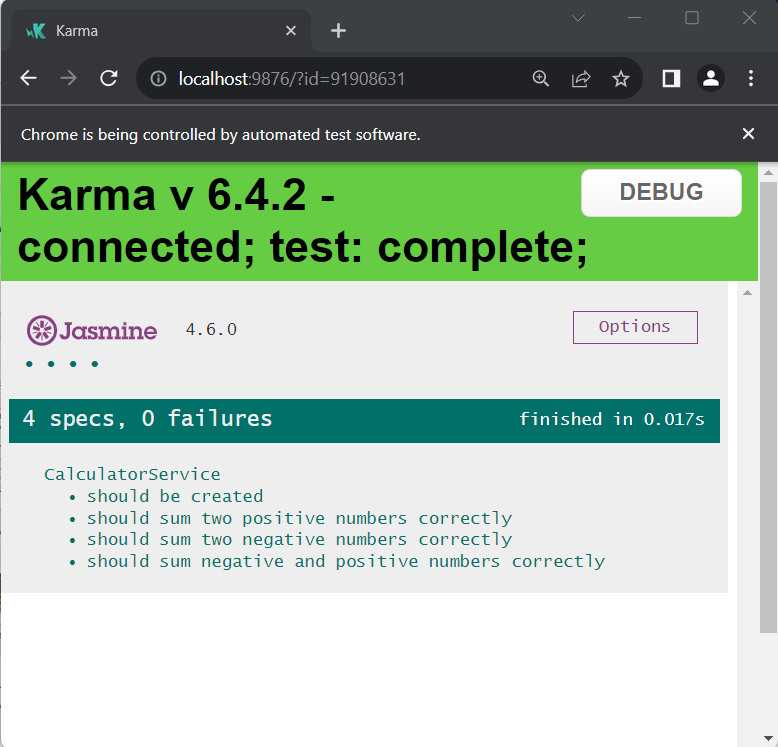 Karma
localhost:9876/?id=91908631
Chrome is being controlled by automated test software.
Karma v 6.4.2 -
connected; test: complete;
DEBUG
Jasmine 4.6.0
Options
• • • •
4 specs, 0 failures
finished in 0.017s
CalculatorService
• should be created
• should sum two positive numbers correctly
• should sum two negative numbers correctly
• should sum negative and positive numbers correctly